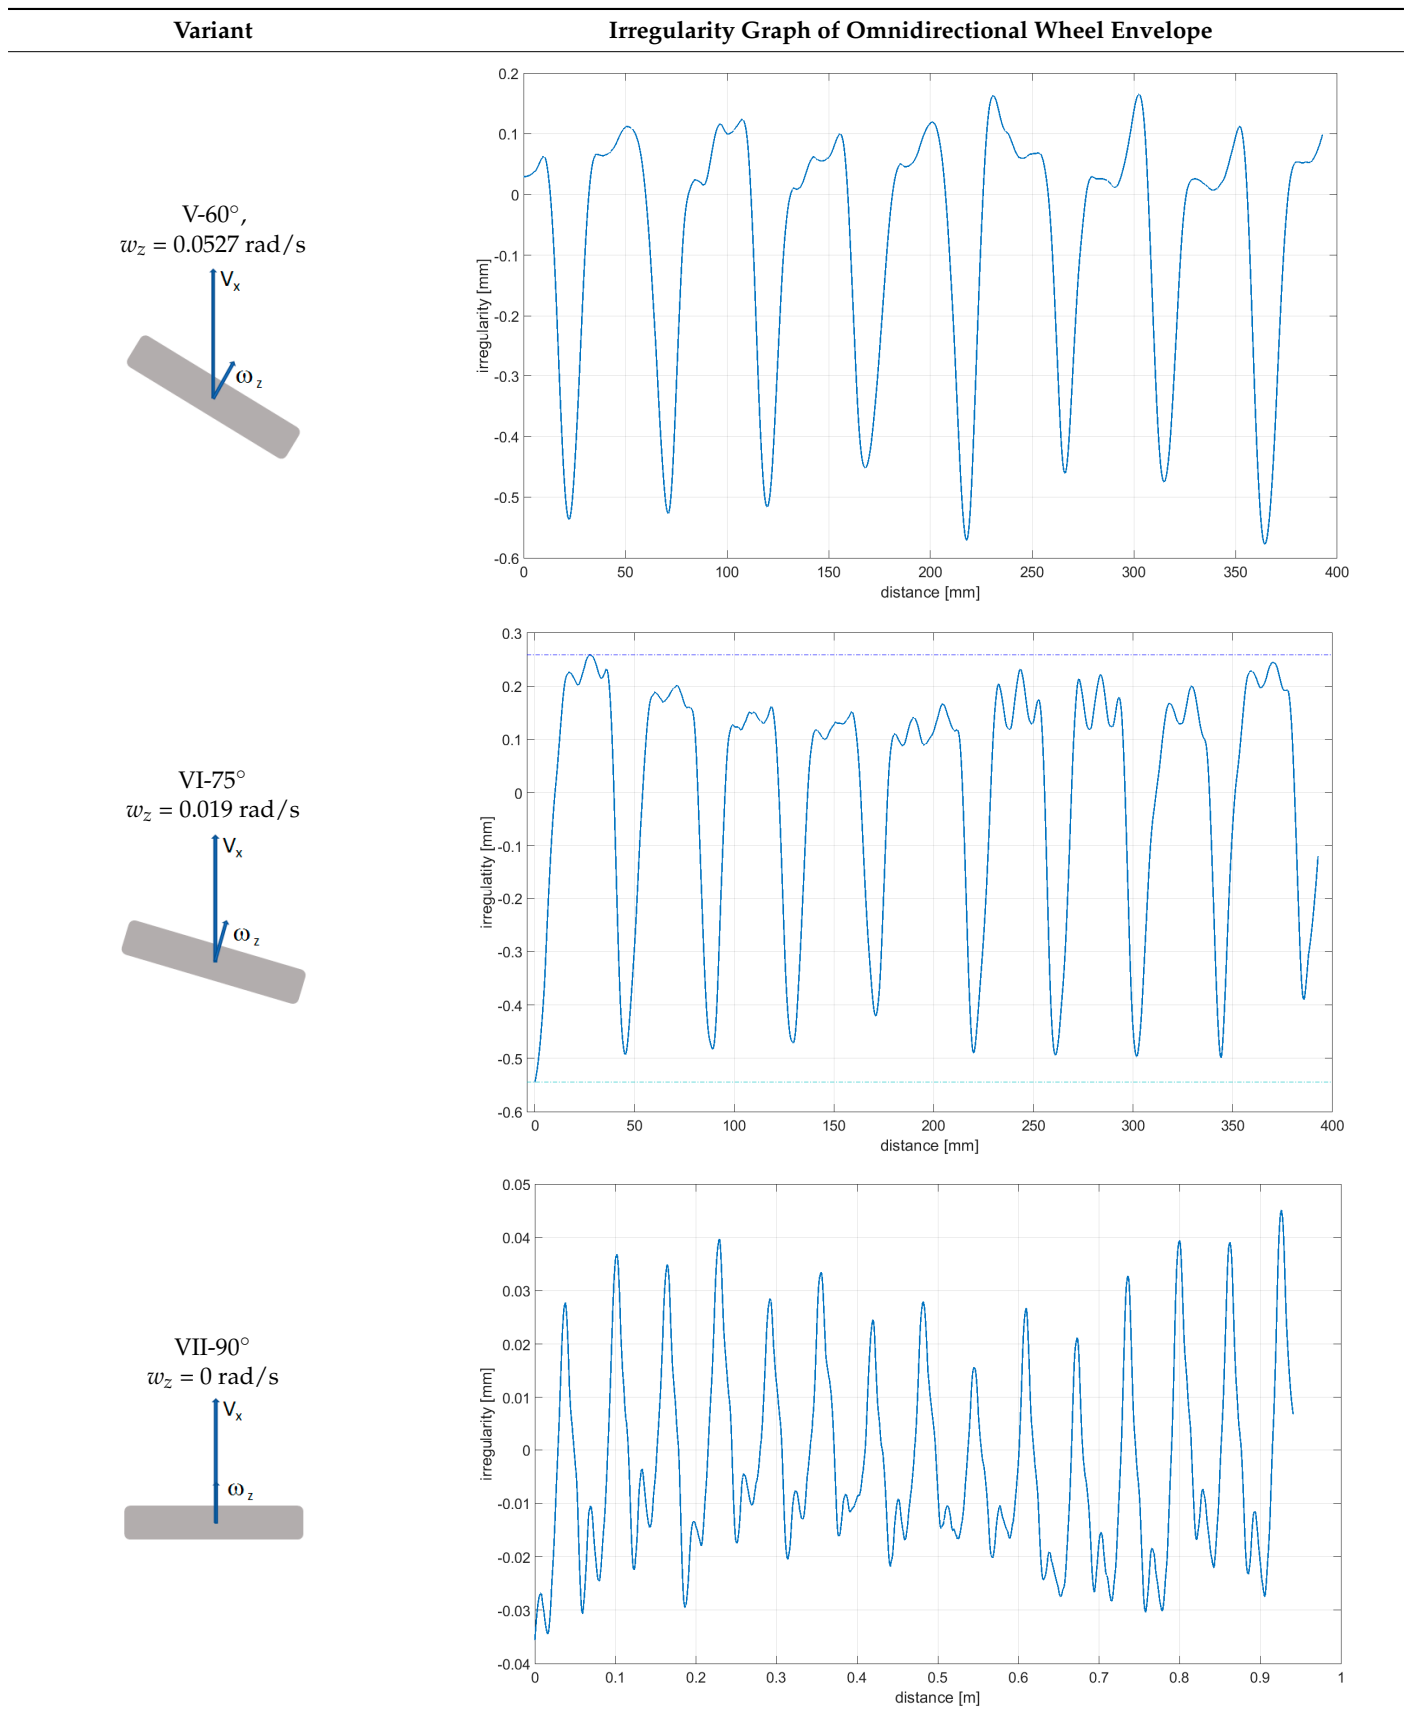 Variant Irregularity Graph of Omnidirectional Wheel Envelope
V-60°,
w_z = 0.0527 rad/s
V_x
ω_z
0.2
0.1
0
-0.1
-0.2
-0.3
-0.4
-0.5
-0.6
irregularity [mm]
0 50 100 150 200 250 300 350 400
distance [mm]
VI-75°
w_z = 0.019 rad/s
V_x
ω_z
0.3
0.2
0.1
0
-0.1
-0.2
-0.3
-0.4
-0.5
-0.6
irregulatity [mm]
0 50 100 150 200 250 300 350 400
distance [mm]
VII-90°
w_z = 0 rad/s
V_x
ω_z
0.05
0.04
0.03
0.02
0.01
0
-0.01
-0.02
-0.03
-0.04
irregularity [mm]
0 0.1 0.2 0.3 0.4 0.5 0.6 0.7 0.8 0.9 1
distance [m]